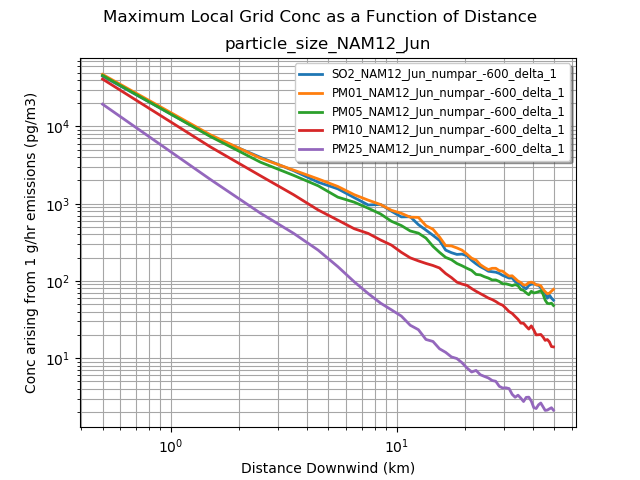 Maximum Local Grid Conc as a Function of Distance
particle_size_NAM12_Jun
SO2_NAM12_Jun_numpar_-600_delta_1
PM01_NAM12_Jun_numpar_-600_delta_1
PM05_NAM12_Jun_numpar_-600_delta_1
PM10_NAM12_Jun_numpar_-600_delta_1
PM25_NAM12_Jun_numpar_-600_delta_1
Conc arising from 1 g/hr emissions (pg/m3)
10⁴
10³
10²
10¹
10⁰
10¹
Distance Downwind (km)